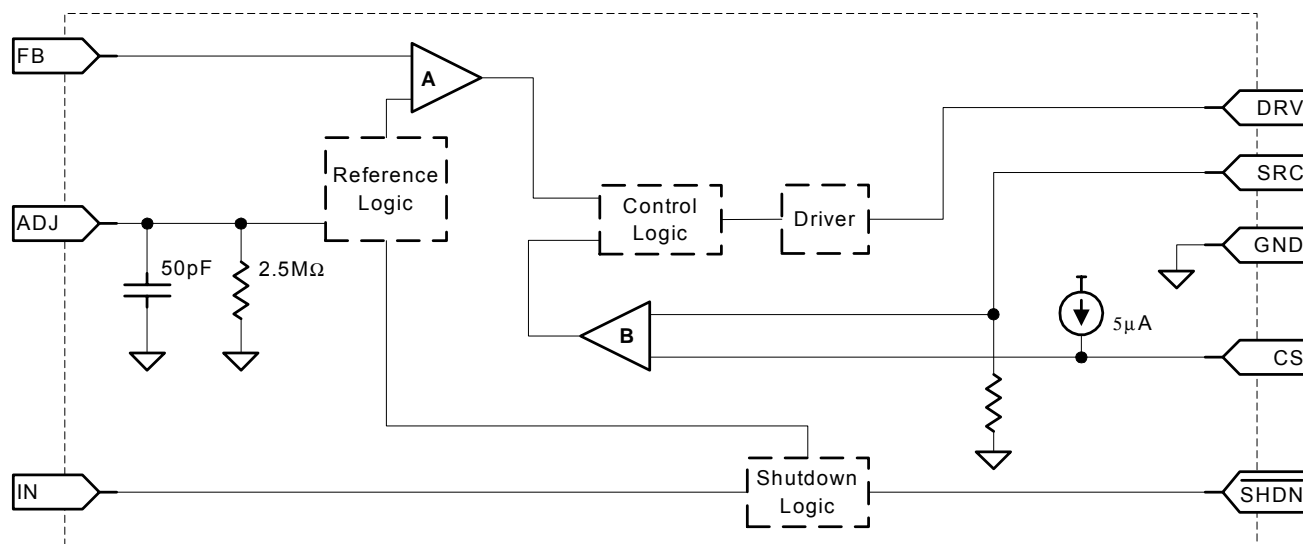 FB
A
DRV
Reference
Logic
SRC
ADJ
Control
Logic
Driver
GND
50pF
2.5MΩ
B
5μA
CS
IN
Shutdown
Logic
SHDN